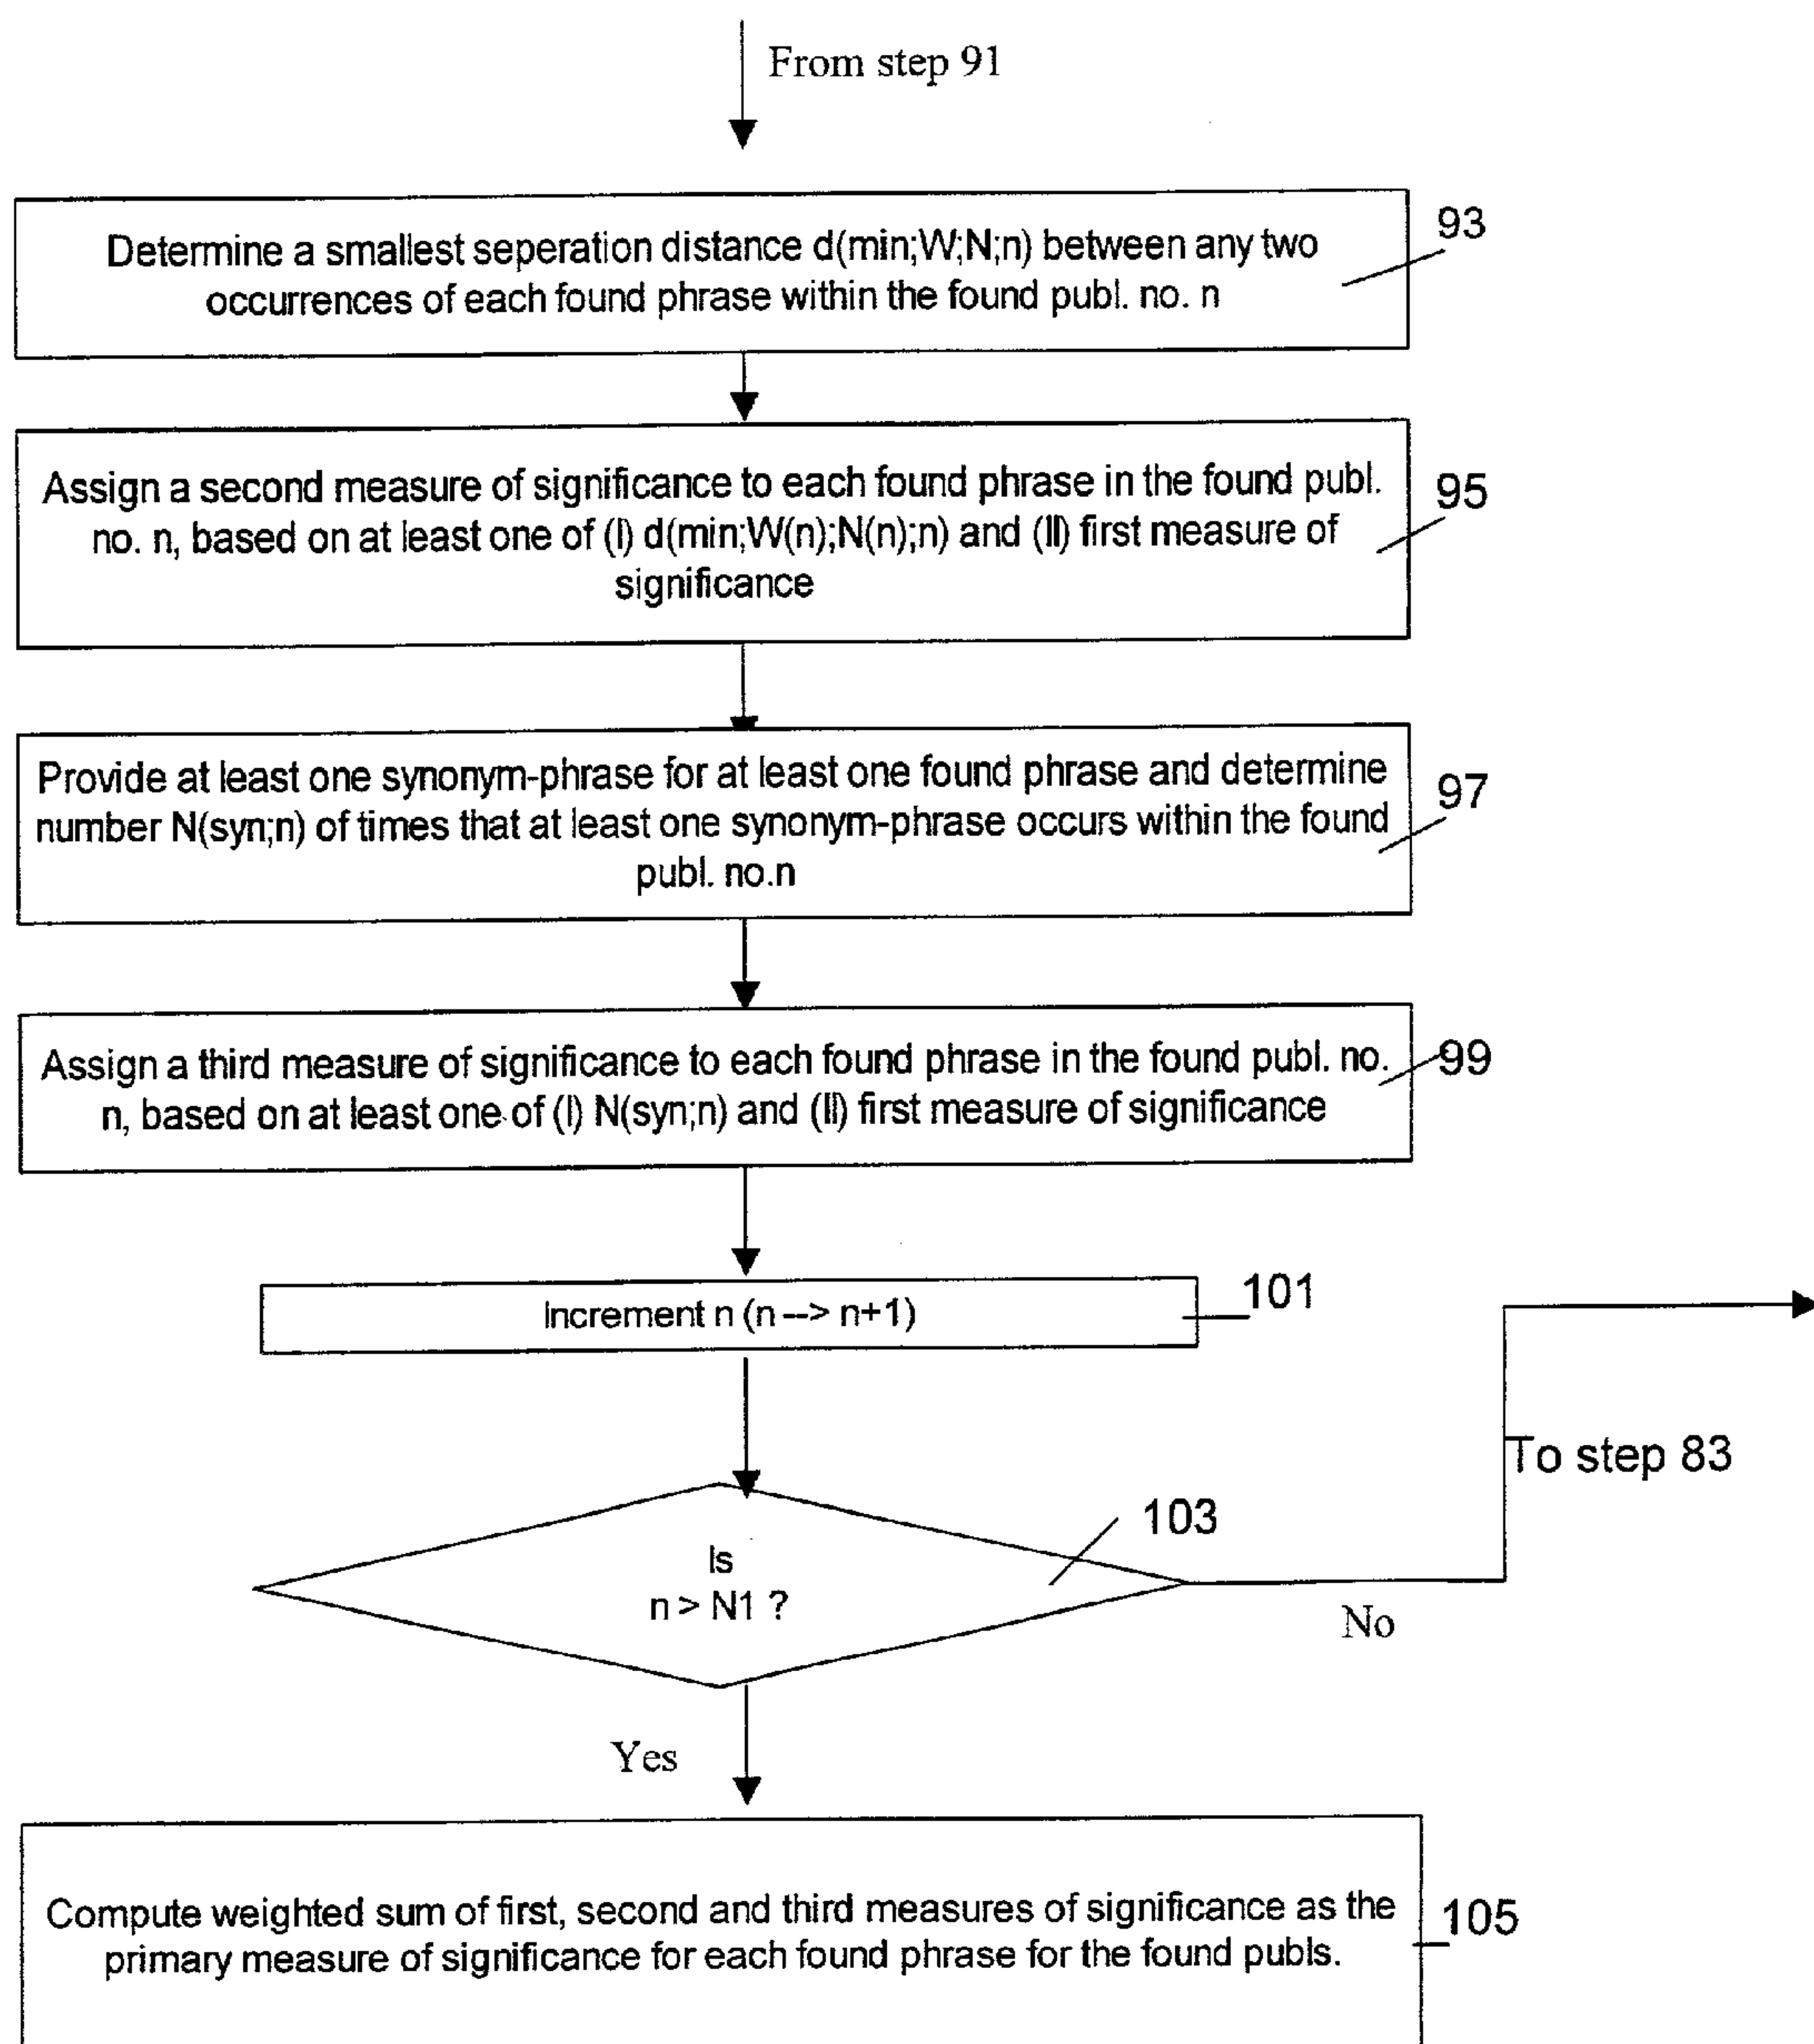 From step 91
93
Determine a smallest seperation distance d(min;W;N;n) between any two
occurrences of each found phrase within the found publ. no. n
Assign a second measure of significance to each found phrase in the found publ.
95
no. n, based on at least one of (I) d(min;W(n);N(n);n) and (II) first measure of
significance
Provide at least one synonym-phrase for at least one found phrase and determine
97
number N(syn;n) of times that at least one synonym-phrase occurs within the found
publ. no.n
Assign a third measure of significance to each found phrase in the found publ. no.
99
n, based on at least one of (I) N(syn;n) and (II) first measure of significance
101
Increment n (n --> n+1)
To step 83
103
Is
n > N1 ?
No
Yes
Compute weighted sum of first, second and third measures of significance as the
105
primary measure of significance for each found phrase for the found publs.